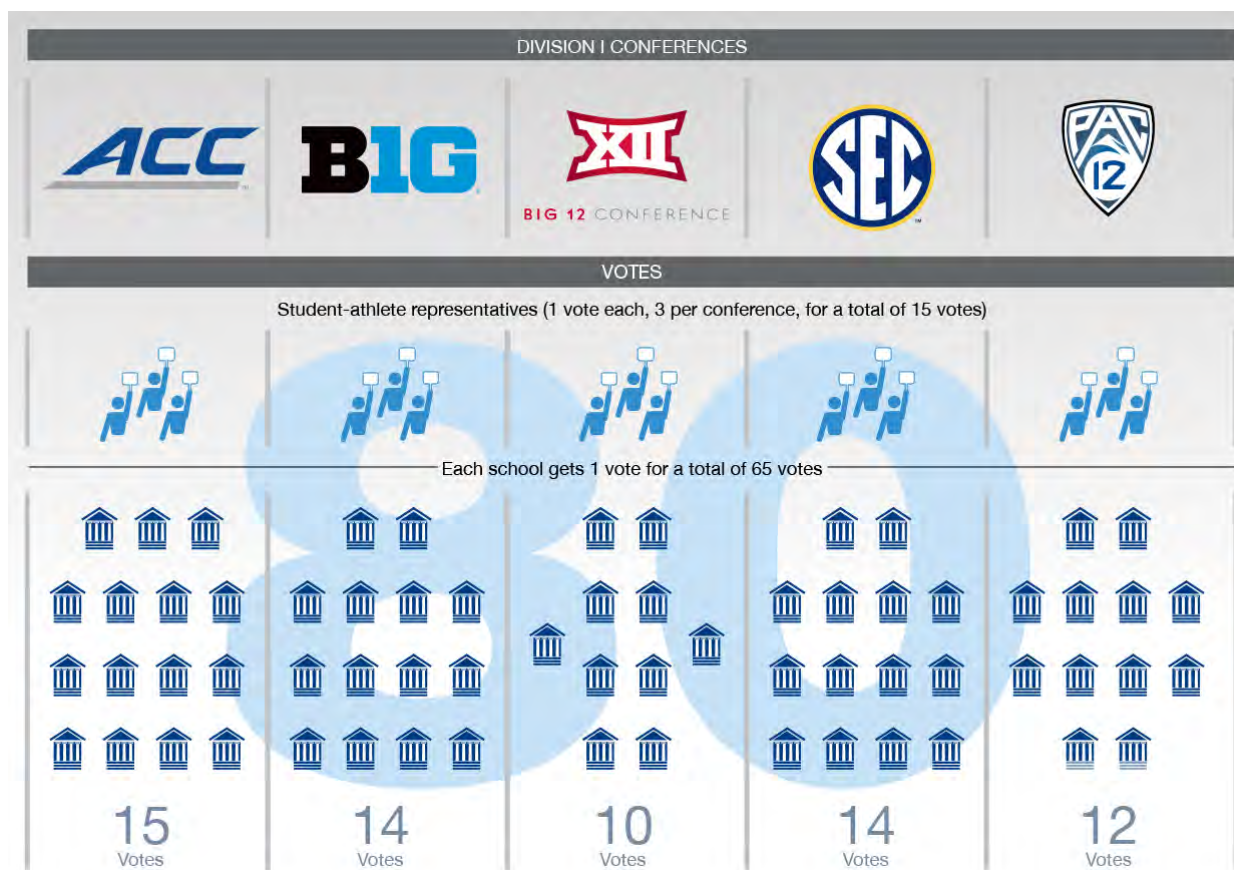 DIVISION I CONFERENCES
ACC
B1G
XII
BIG 12 CONFERENCE
SEC
TM
PAC
12
VOTES
Student-athlete representatives (1 vote each, 3 per conference, for a total of 15 votes)
80
Each school gets 1 vote for a total of 65 votes
15
Votes
14
Votes
10
Votes
14
Votes
12
Votes